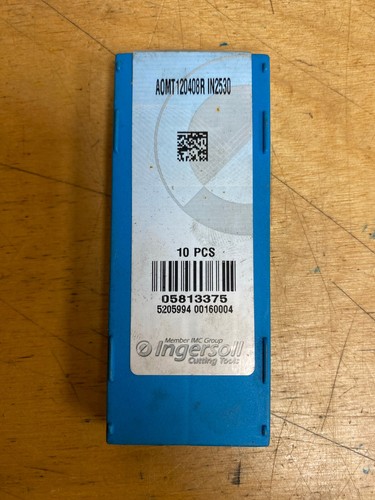 AOMT120408R IN2530
10 PCS
05813375
5205994 00160004
Member IMC Group
Ingersoll
Cutting Tools